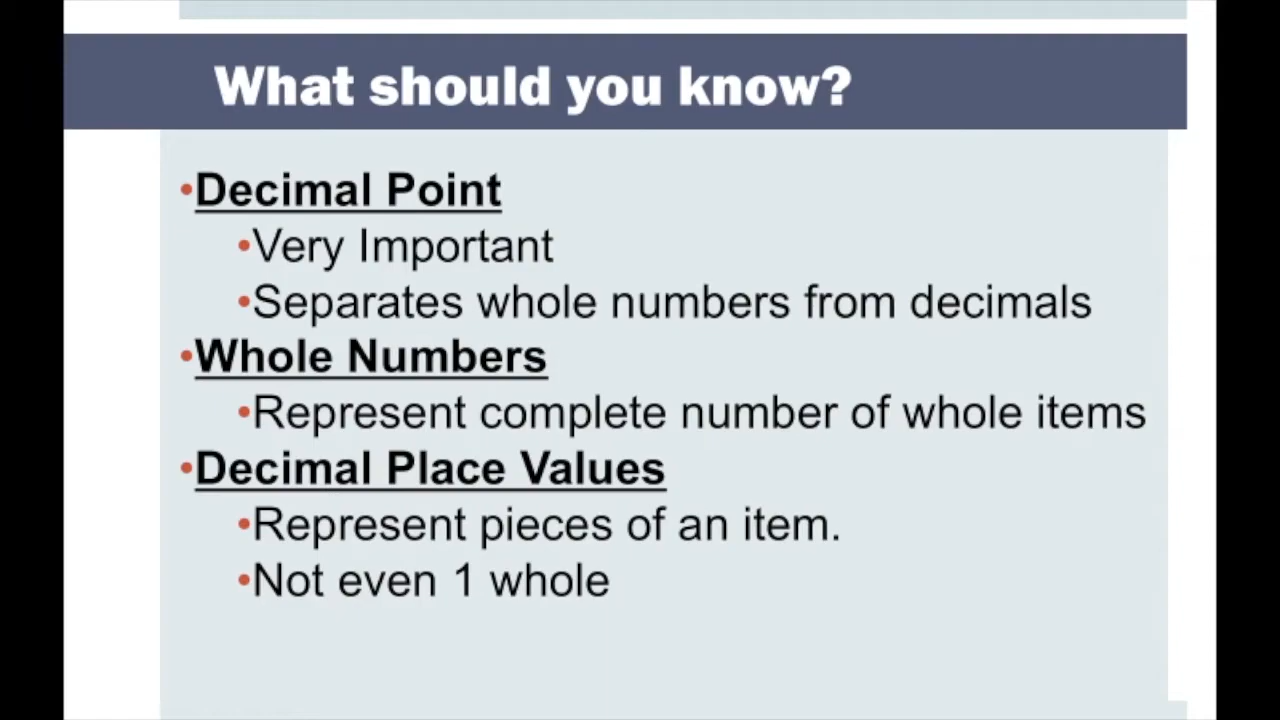 What should you know?
•Decimal Point
•Very Important
•Separates whole numbers from decimals
•Whole Numbers
•Represent complete number of whole items
•Decimal Place Values
•Represent pieces of an item.
•Not even 1 whole